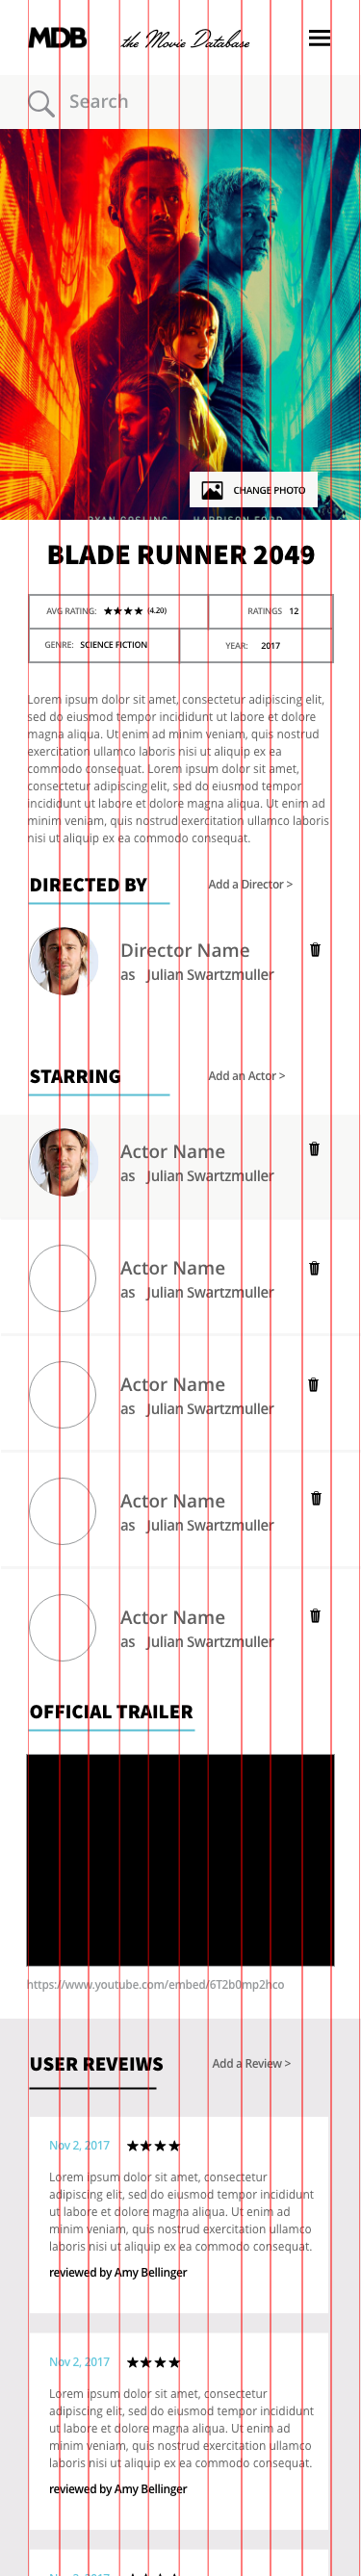 MDB the Movie Database
Search
CHANGE PHOTO
RYAN GOSLING HARRISON FORD
BLADE RUNNER 2049
AVG RATING: ★★★★ (4.20) RATINGS 12
GENRE: SCIENCE FICTION YEAR: 2017
Lorem ipsum dolor sit amet, consectetur adipiscing elit,
sed do eiusmod tempor incididunt ut labore et dolore
magna aliqua. Ut enim ad minim veniam, quis nostrud
exercitation ullamco laboris nisi ut aliquip ex ea
commodo consequat. Lorem ipsum dolor sit amet,
consectetur adipiscing elit, sed do eiusmod tempor
incididunt ut labore et dolore magna aliqua. Ut enim ad
minim veniam, quis nostrud exercitation ullamco laboris
nisi ut aliquip ex ea commodo consequat.
DIRECTED BY Add a Director >
Director Name
as Julian Swartzmuller
STARRING Add an Actor >
Actor Name
as Julian Swartzmuller
Actor Name
as Julian Swartzmuller
Actor Name
as Julian Swartzmuller
Actor Name
as Julian Swartzmuller
Actor Name
as Julian Swartzmuller
OFFICIAL TRAILER
https://www.youtube.com/embed/6T2b0mp2hco
USER REVEIWS Add a Review >
Nov 2, 2017 ★★★★
Lorem ipsum dolor sit amet, consectetur
adipiscing elit, sed do eiusmod tempor incididunt
ut labore et dolore magna aliqua. Ut enim ad
minim veniam, quis nostrud exercitation ullamco
laboris nisi ut aliquip ex ea commodo consequat.
reviewed by Amy Bellinger
Nov 2, 2017 ★★★★
Lorem ipsum dolor sit amet, consectetur
adipiscing elit, sed do eiusmod tempor incididunt
ut labore et dolore magna aliqua. Ut enim ad
minim veniam, quis nostrud exercitation ullamco
laboris nisi ut aliquip ex ea commodo consequat.
reviewed by Amy Bellinger